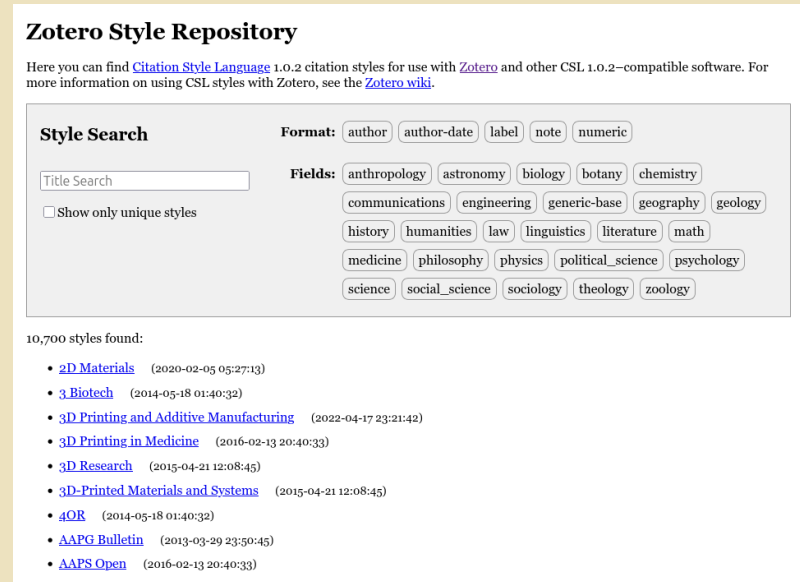 Zotero Style Repository
Here you can find Citation Style Language 1.0.2 citation styles for use with Zotero and other CSL 1.0.2–compatible software. For
more information on using CSL styles with Zotero, see the Zotero wiki.
Style Search
Title Search
Show only unique styles
Format: author author-date label note numeric
Fields: anthropology astronomy biology botany chemistry
communications engineering generic-base geography geology
history humanities law linguistics literature math
medicine philosophy physics political_science psychology
science social_science sociology theology zoology
10,700 styles found:
• 2D Materials (2020-02-05 05:27:13)
• 3 Biotech (2014-05-18 01:40:32)
• 3D Printing and Additive Manufacturing (2022-04-17 23:21:42)
• 3D Printing in Medicine (2016-02-13 20:40:33)
• 3D Research (2015-04-21 12:08:45)
• 3D-Printed Materials and Systems (2015-04-21 12:08:45)
• 4OR (2014-05-18 01:40:32)
• AAPG Bulletin (2013-03-29 23:50:45)
• AAPS Open (2016-02-13 20:40:33)